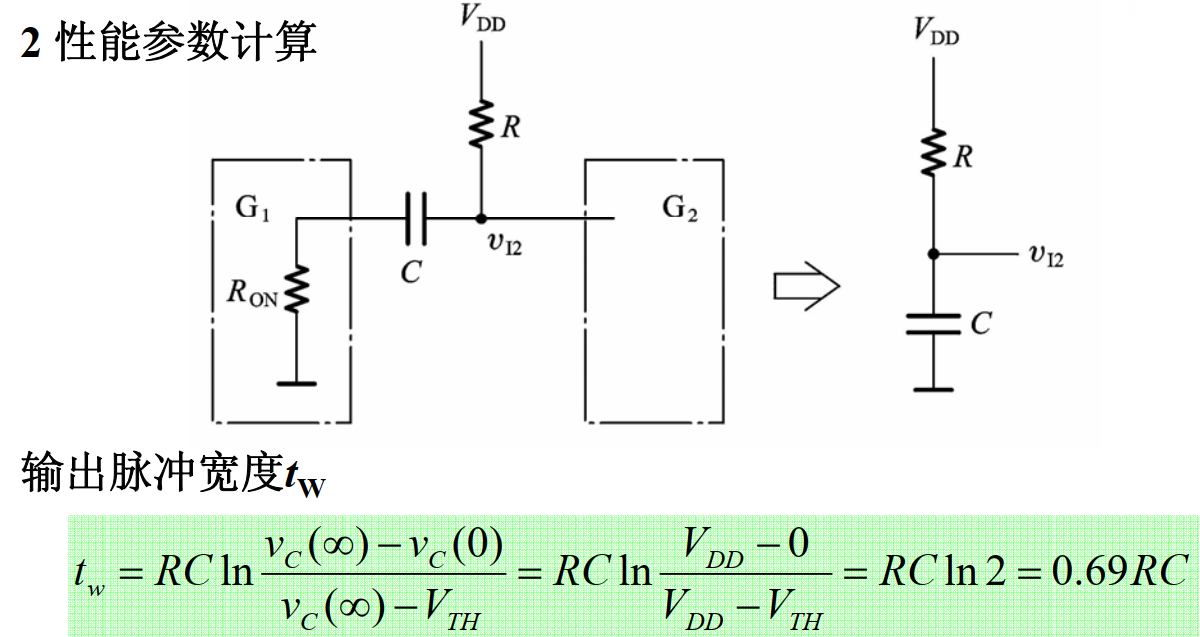 2 性能参数计算
V_DD
R
G₁
R_ON
C
v_I2
G₂
V_DD
R
v_I2
C
输出脉冲宽度t_W
t_w = RC ln (v_C(∞) − v_C(0)) / (v_C(∞) − V_TH) = RC ln (V_DD − 0) / (V_DD − V_TH) = RC ln 2 = 0.69RC